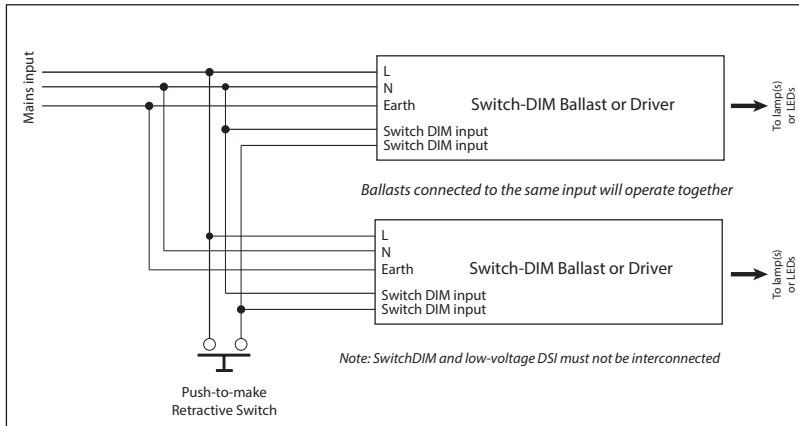 Mains input
L
N
Earth
Switch DIM input
Switch DIM input
Switch-DIM Ballast or Driver
To lamp(s)
or LEDs
Ballasts connected to the same input will operate together
L
N
Earth
Switch DIM input
Switch DIM input
Switch-DIM Ballast or Driver
To lamp(s)
or LEDs
Note: SwitchDIM and low-voltage DSI must not be interconnected
Push-to-make
Retractive Switch